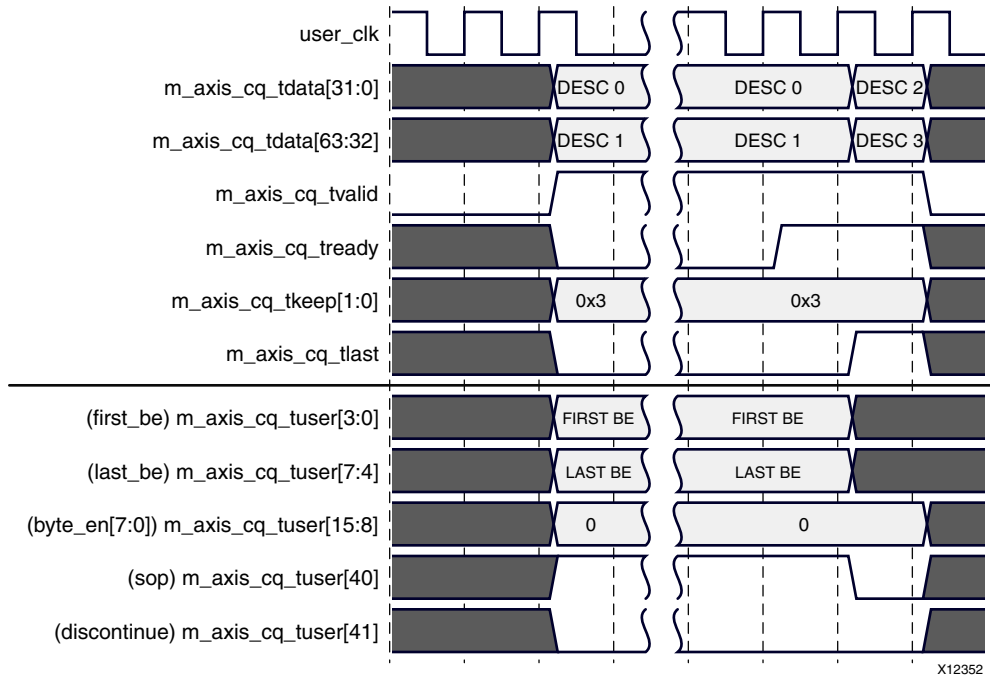 user_clk
m_axis_cq_tdata[31:0] DESC 0 DESC 0 DESC 2
m_axis_cq_tdata[63:32] DESC 1 DESC 1 DESC 3
m_axis_cq_tvalid
m_axis_cq_tready
m_axis_cq_tkeep[1:0] 0x3 0x3
m_axis_cq_tlast
(first_be) m_axis_cq_tuser[3:0] FIRST BE FIRST BE
(last_be) m_axis_cq_tuser[7:4] LAST BE LAST BE
(byte_en[7:0]) m_axis_cq_tuser[15:8] 0 0
(sop) m_axis_cq_tuser[40]
(discontinue) m_axis_cq_tuser[41]
X12352